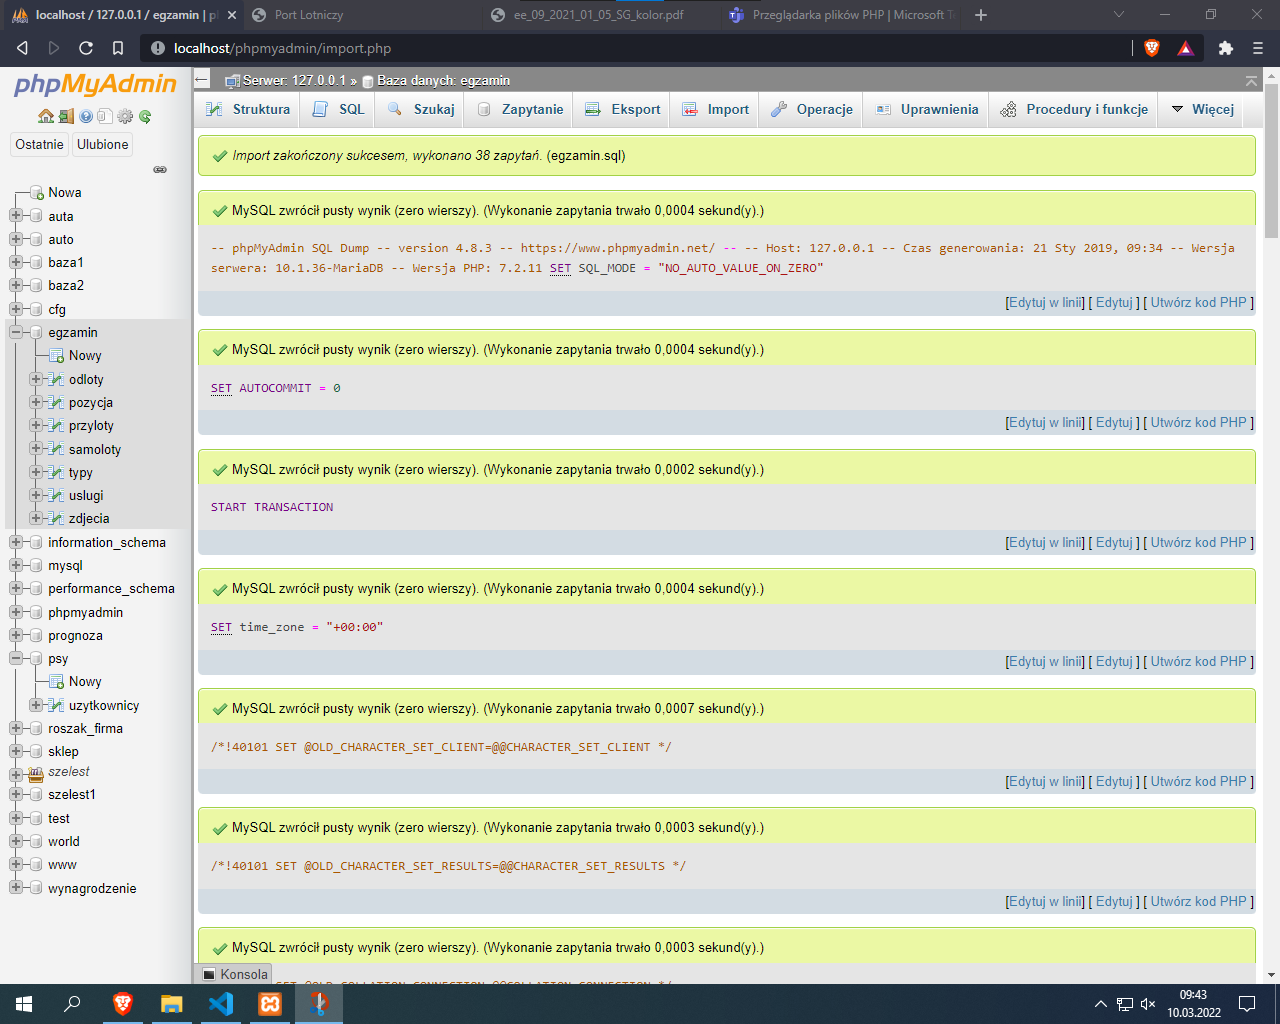 localhost / 127.0.0.1 / egzamin | p
Port Lotniczy
ee_09_2021_01_05_SG_kolor.pdf
Przeglądarka plików PHP | Microsoft T
localhost/phpmyadmin/import.php
phpMyAdmin
Ostatnie
Ulubione
Nowa
auta
auto
baza1
baza2
cfg
egzamin
Nowy
odloty
pozycja
przyloty
samoloty
typy
uslugi
zdjecia
information_schema
mysql
performance_schema
phpmyadmin
prognoza
psy
Nowy
uzytkownicy
roszak_firma
sklep
szelest
szelest1
test
world
www
wynagrodzenie
Serwer: 127.0.0.1 » Baza danych: egzamin
Struktura
SQL
Szukaj
Zapytanie
Eksport
Import
Operacje
Uprawnienia
Procedury i funkcje
Więcej
Import zakończony sukcesem, wykonano 38 zapytań. (egzamin.sql)
MySQL zwrócił pusty wynik (zero wierszy). (Wykonanie zapytania trwało 0,0004 sekund(y).)
-- phpMyAdmin SQL Dump -- version 4.8.3 -- https://www.phpmyadmin.net/ -- -- Host: 127.0.0.1 -- Czas generowania: 21 Sty 2019, 09:34 -- Wersja
serwera: 10.1.36-MariaDB -- Wersja PHP: 7.2.11 SET SQL_MODE = "NO_AUTO_VALUE_ON_ZERO"
[Edytuj w linii] [ Edytuj ] [ Utwórz kod PHP ]
MySQL zwrócił pusty wynik (zero wierszy). (Wykonanie zapytania trwało 0,0004 sekund(y).)
SET AUTOCOMMIT = 0
[Edytuj w linii] [ Edytuj ] [ Utwórz kod PHP ]
MySQL zwrócił pusty wynik (zero wierszy). (Wykonanie zapytania trwało 0,0002 sekund(y).)
START TRANSACTION
[Edytuj w linii] [ Edytuj ] [ Utwórz kod PHP ]
MySQL zwrócił pusty wynik (zero wierszy). (Wykonanie zapytania trwało 0,0004 sekund(y).)
SET time_zone = "+00:00"
[Edytuj w linii] [ Edytuj ] [ Utwórz kod PHP ]
MySQL zwrócił pusty wynik (zero wierszy). (Wykonanie zapytania trwało 0,0007 sekund(y).)
/*!40101 SET @OLD_CHARACTER_SET_CLIENT=@@CHARACTER_SET_CLIENT */
[Edytuj w linii] [ Edytuj ] [ Utwórz kod PHP ]
MySQL zwrócił pusty wynik (zero wierszy). (Wykonanie zapytania trwało 0,0003 sekund(y).)
/*!40101 SET @OLD_CHARACTER_SET_RESULTS=@@CHARACTER_SET_RESULTS */
[Edytuj w linii] [ Edytuj ] [ Utwórz kod PHP ]
MySQL zwrócił pusty wynik (zero wierszy). (Wykonanie zapytania trwało 0,0003 sekund(y).)
Konsola
09:43
10.03.2022